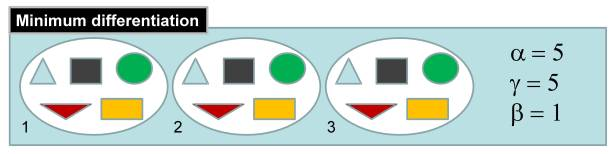 Minimum differentiation
α = 5
γ = 5
β = 1
1 2 3